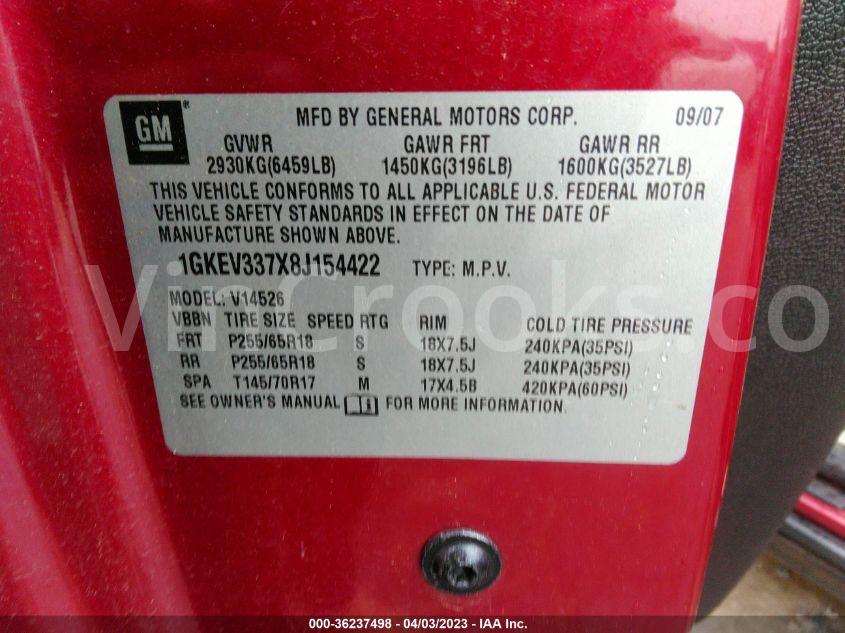 GM ® MFD BY GENERAL MOTORS CORP. 09/07
GVWR GAWR FRT GAWR RR
2930KG(6459LB) 1450KG(3196LB) 1600KG(3527LB)
THIS VEHICLE CONFORMS TO ALL APPLICABLE U.S. FEDERAL MOTOR
VEHICLE SAFETY STANDARDS IN EFFECT ON THE DATE OF
MANUFACTURE SHOWN ABOVE.
1GKEV337X8J154422 TYPE: M.P.V.
MODEL: V14526
VBBN TIRE SIZE SPEED RTG RIM COLD TIRE PRESSURE
FRT P255/65R18 S 18X7.5J 240KPA(35PSI)
RR P255/65R18 S 18X7.5J 240KPA(35PSI)
SPA T145/70R17 M 17X4.5B 420KPA(60PSI)
SEE OWNER'S MANUAL FOR MORE INFORMATION.
VinCrooks.co
000-36237498 - 04/03/2023 - IAA Inc.